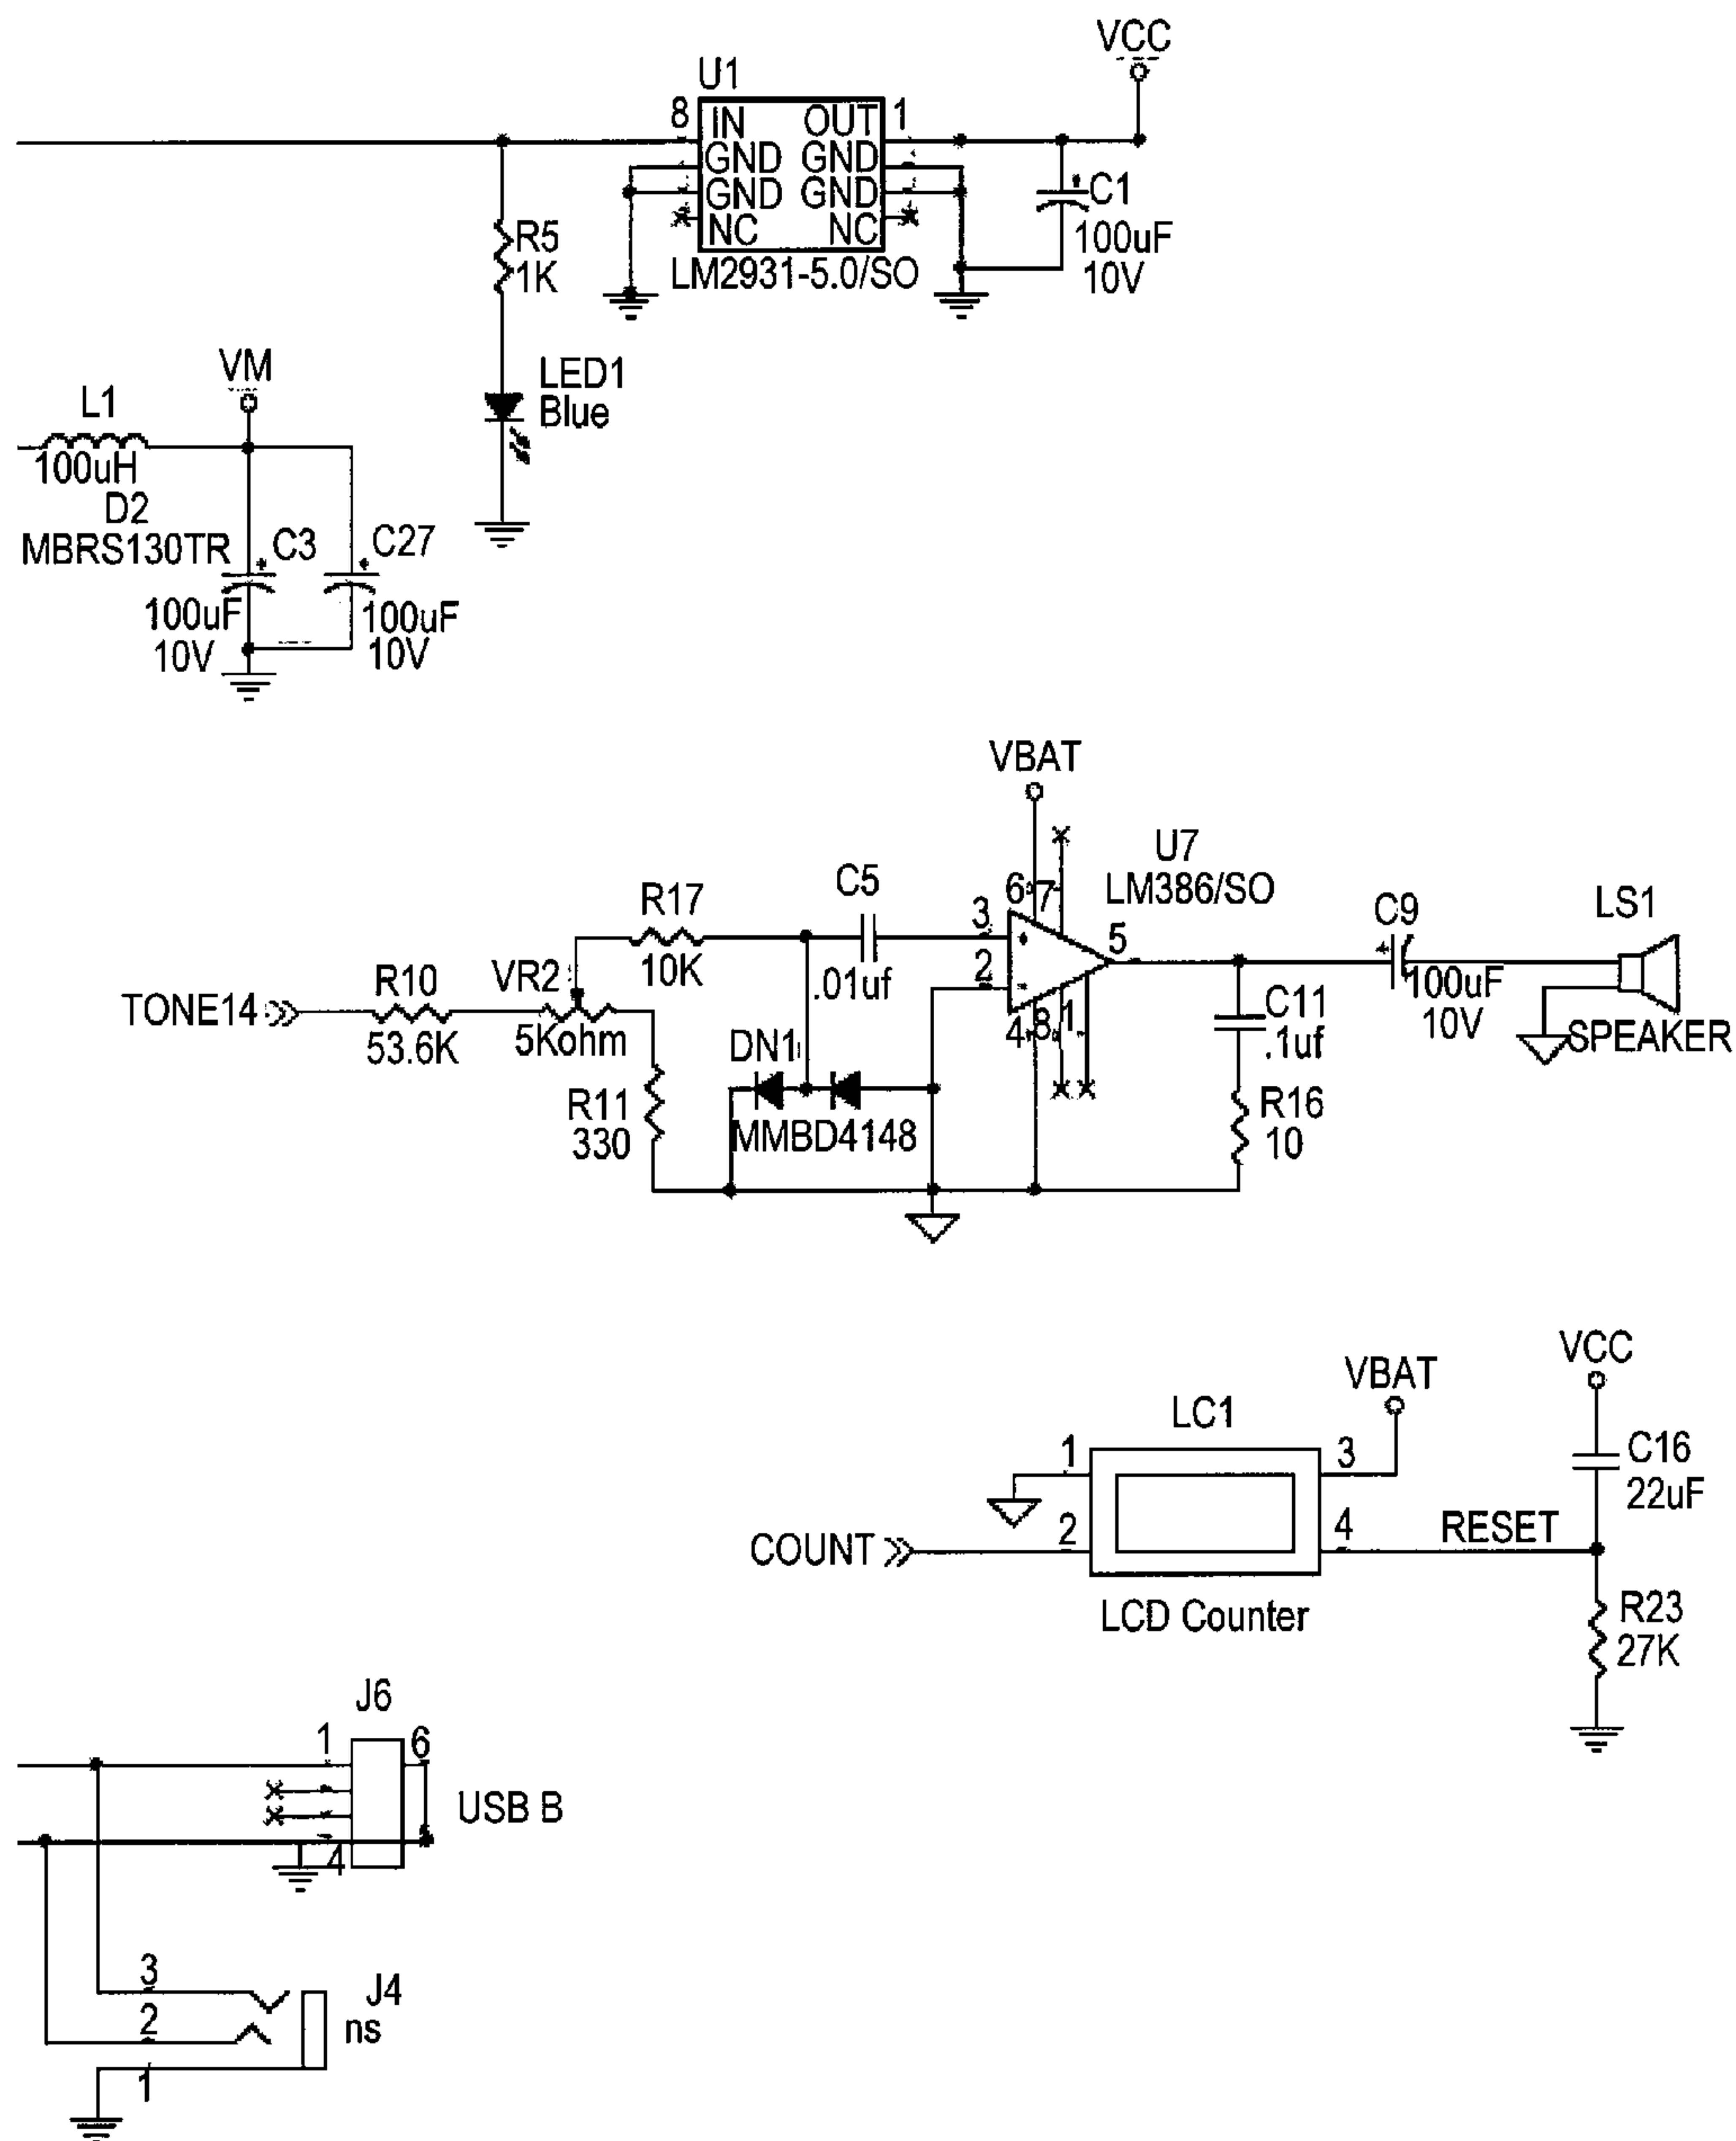 VCC
U1
8 IN OUT 1
GND GND
GND GND
NC NC
LM2931-5.0/SO
C1
100uF
10V
R5
1K
LED1
Blue
VM
L1
100uH
D2
MBRS130TR
C3
100uF
10V
C27
100uF
10V
VBAT
U7
LM386/SO
6 7
3
2
5
4 8 1
C5
.01uf
R17
10K
VR2
5Kohm
R10
53.6K
TONE14
R11
330
DN1
MMBD4148
C9
100uF
10V
LS1
SPEAKER
C11
.1uf
R16
10
VCC
VBAT
LC1
1
3
2
4
COUNT
RESET
LCD Counter
C16
22uF
R23
27K
J6
1
6
4
USB B
3
2
1
J4
ns